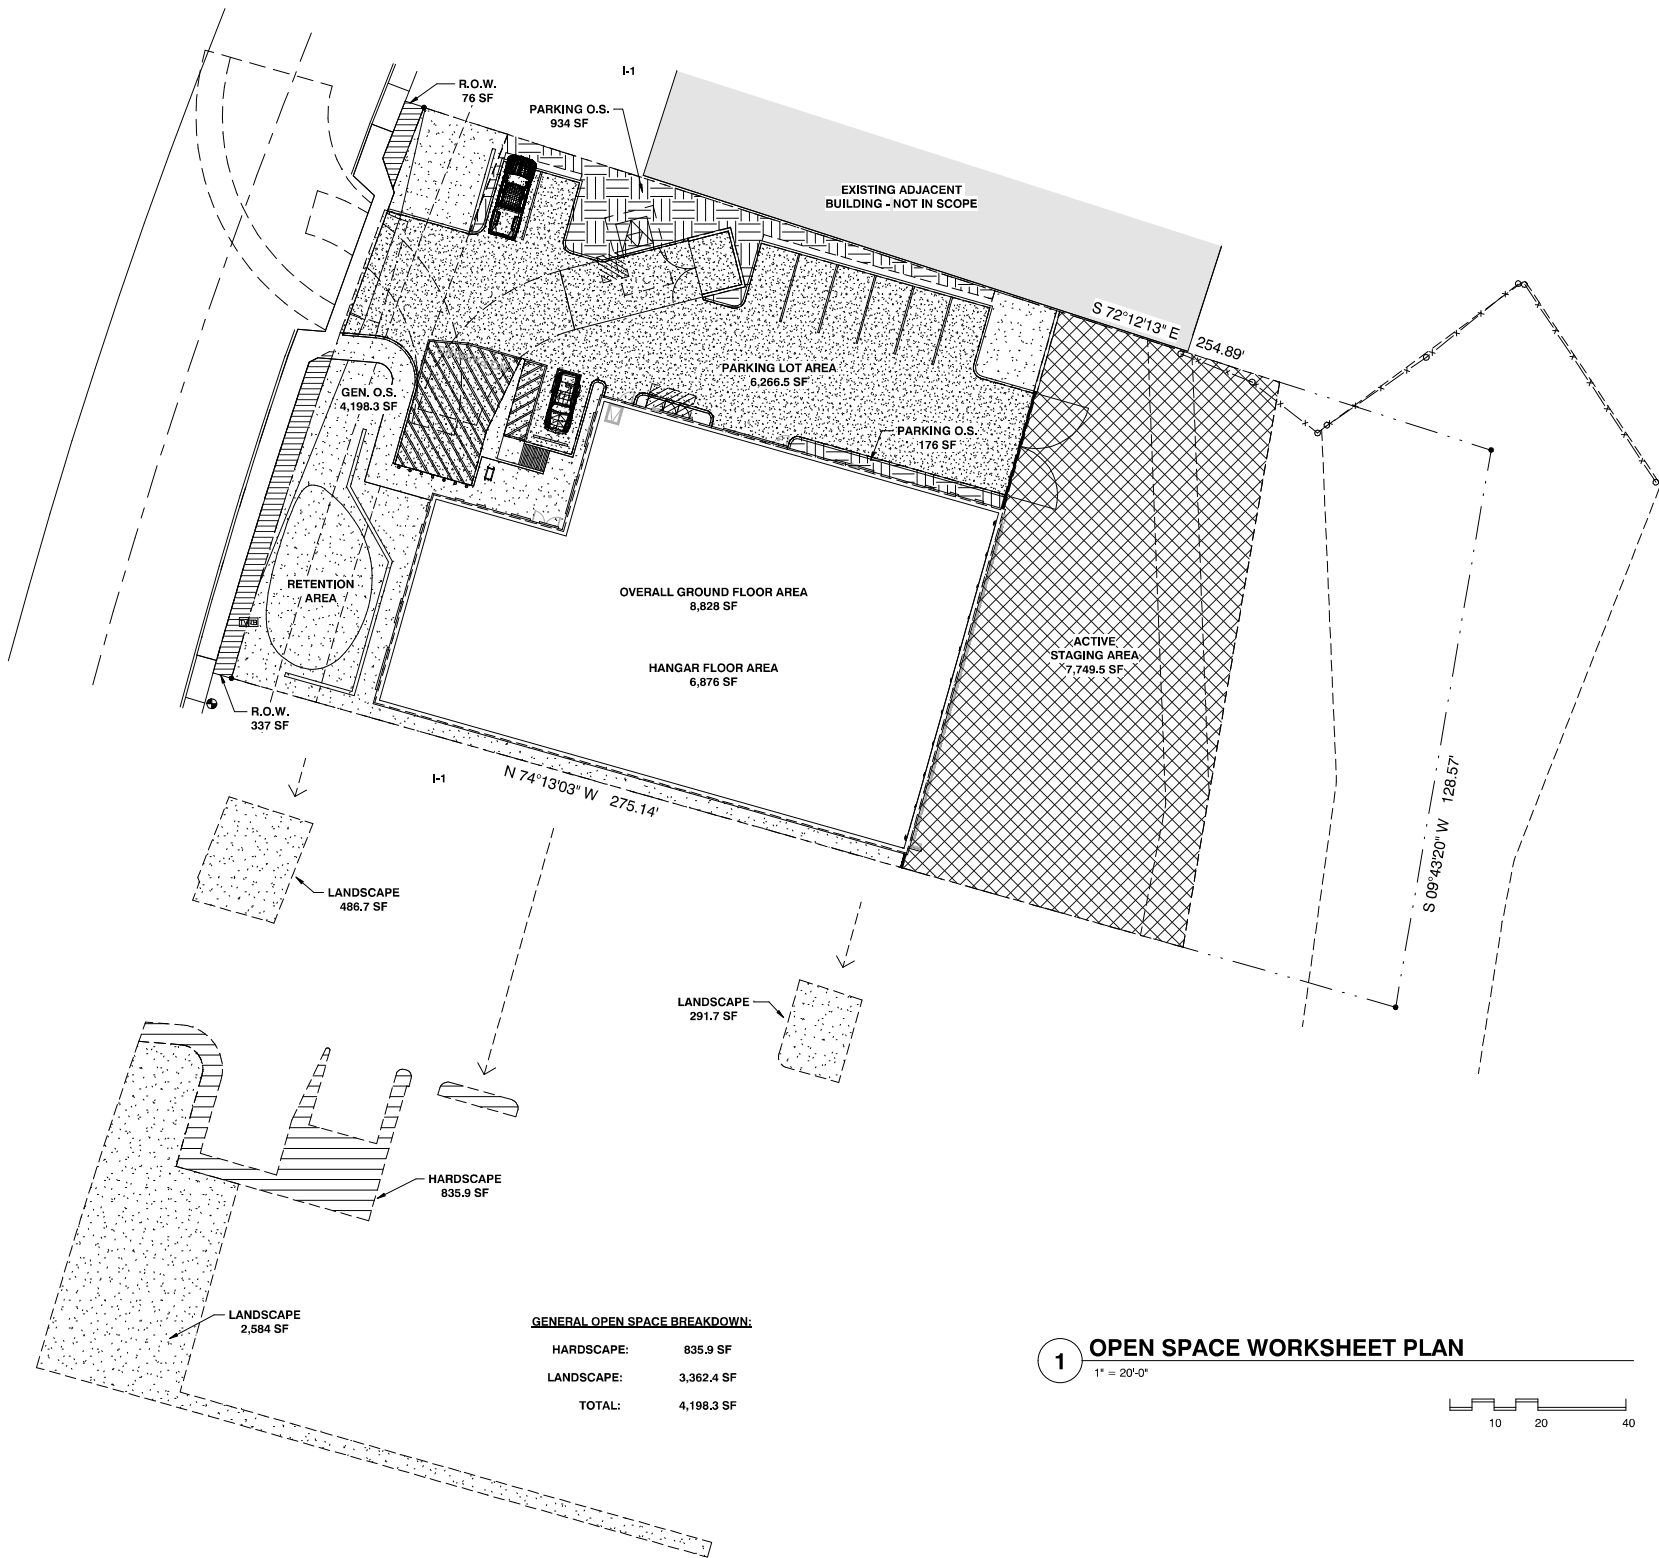 I-1
R.O.W.
76 SF
PARKING O.S.
934 SF
EXISTING ADJACENT
BUILDING - NOT IN SCOPE
S 72°12'13" E 254.89'
PARKING LOT AREA
6,266.5 SF
GEN. O.S.
4,198.3 SF
PARKING O.S.
176 SF
RETENTION
AREA
OVERALL GROUND FLOOR AREA
8,828 SF
HANGAR FLOOR AREA
6,876 SF
ACTIVE
STAGING AREA
7,749.5 SF
R.O.W.
337 SF
I-1
N 74°13'03" W 275.14'
S 09°43'20" W 128.57'
LANDSCAPE
486.7 SF
LANDSCAPE
291.7 SF
HARDSCAPE
835.9 SF
LANDSCAPE
2,584 SF
GENERAL OPEN SPACE BREAKDOWN:
HARDSCAPE: 835.9 SF
LANDSCAPE: 3,362.4 SF
TOTAL: 4,198.3 SF
1 OPEN SPACE WORKSHEET PLAN
1" = 20'-0"
10 20 40